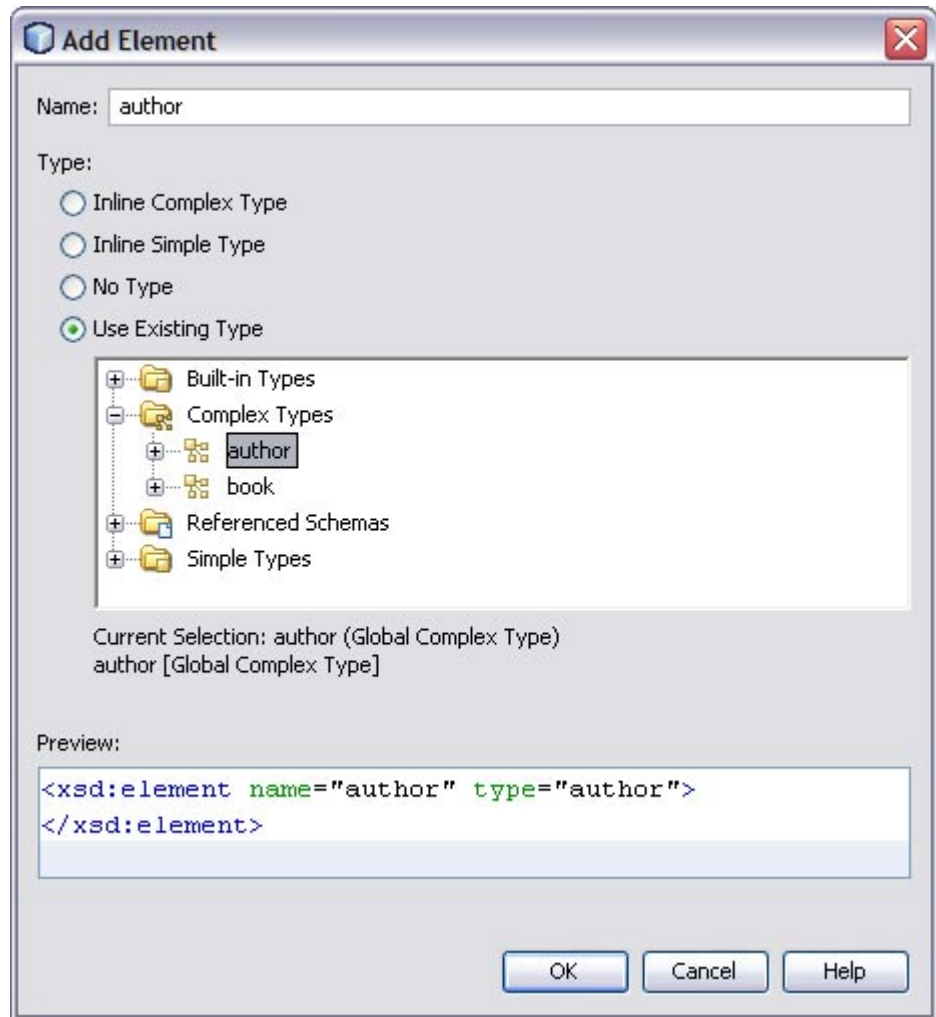 Add Element
Name: author
Type:
Inline Complex Type
Inline Simple Type
No Type
Use Existing Type
Built-in Types
Complex Types
author
book
Referenced Schemas
Simple Types
Current Selection: author (Global Complex Type)
author [Global Complex Type]
Preview:
<xsd:element name="author" type="author">
</xsd:element>
OK Cancel Help